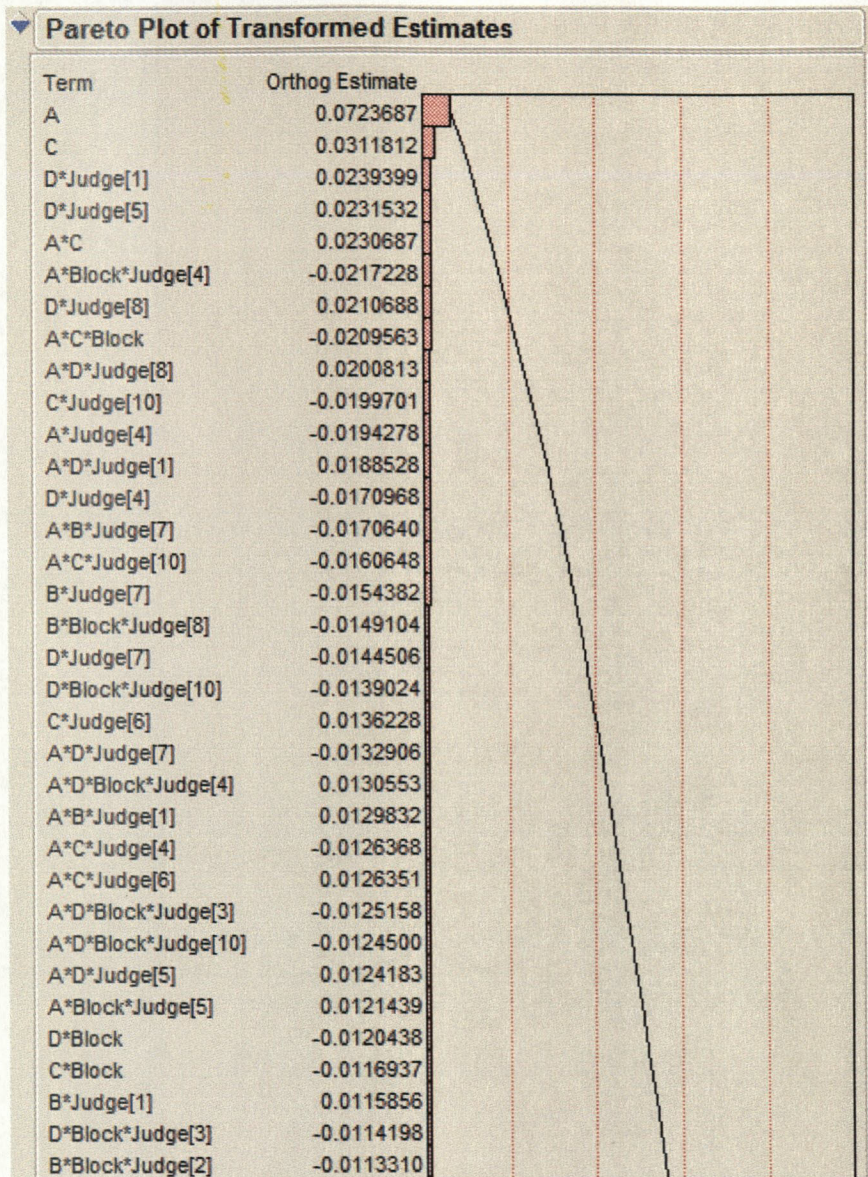 Pareto Plot of Transformed Estimates
Term Orthog Estimate
A 0.0723687
C 0.0311812
D*Judge[1] 0.0239399
D*Judge[5] 0.0231532
A*C 0.0230687
A*Block*Judge[4] -0.0217228
D*Judge[8] 0.0210688
A*C*Block -0.0209563
A*D*Judge[8] 0.0200813
C*Judge[10] -0.0199701
A*Judge[4] -0.0194278
A*D*Judge[1] 0.0188528
D*Judge[4] -0.0170968
A*B*Judge[7] -0.0170640
A*C*Judge[10] -0.0160648
B*Judge[7] -0.0154382
B*Block*Judge[8] -0.0149104
D*Judge[7] -0.0144506
D*Block*Judge[10] -0.0139024
C*Judge[6] 0.0136228
A*D*Judge[7] -0.0132906
A*D*Block*Judge[4] 0.0130553
A*B*Judge[1] 0.0129832
A*C*Judge[4] -0.0126368
A*C*Judge[6] 0.0126351
A*D*Block*Judge[3] -0.0125158
A*D*Block*Judge[10] -0.0124500
A*D*Judge[5] 0.0124183
A*Block*Judge[5] 0.0121439
D*Block -0.0120438
C*Block -0.0116937
B*Judge[1] 0.0115856
D*Block*Judge[3] -0.0114198
B*Block*Judge[2] -0.0113310